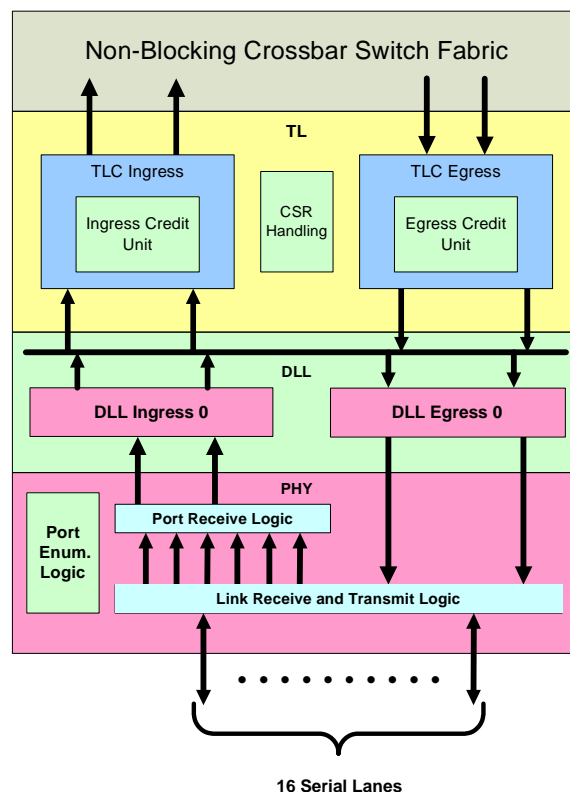 Non-Blocking Crossbar Switch Fabric
TL
TLC Ingress
Ingress Credit
Unit
CSR
Handling
TLC Egress
Egress Credit
Unit
DLL
DLL Ingress 0
DLL Egress 0
PHY
Port
Enum.
Logic
Port Receive Logic
Link Receive and Transmit Logic
16 Serial Lanes